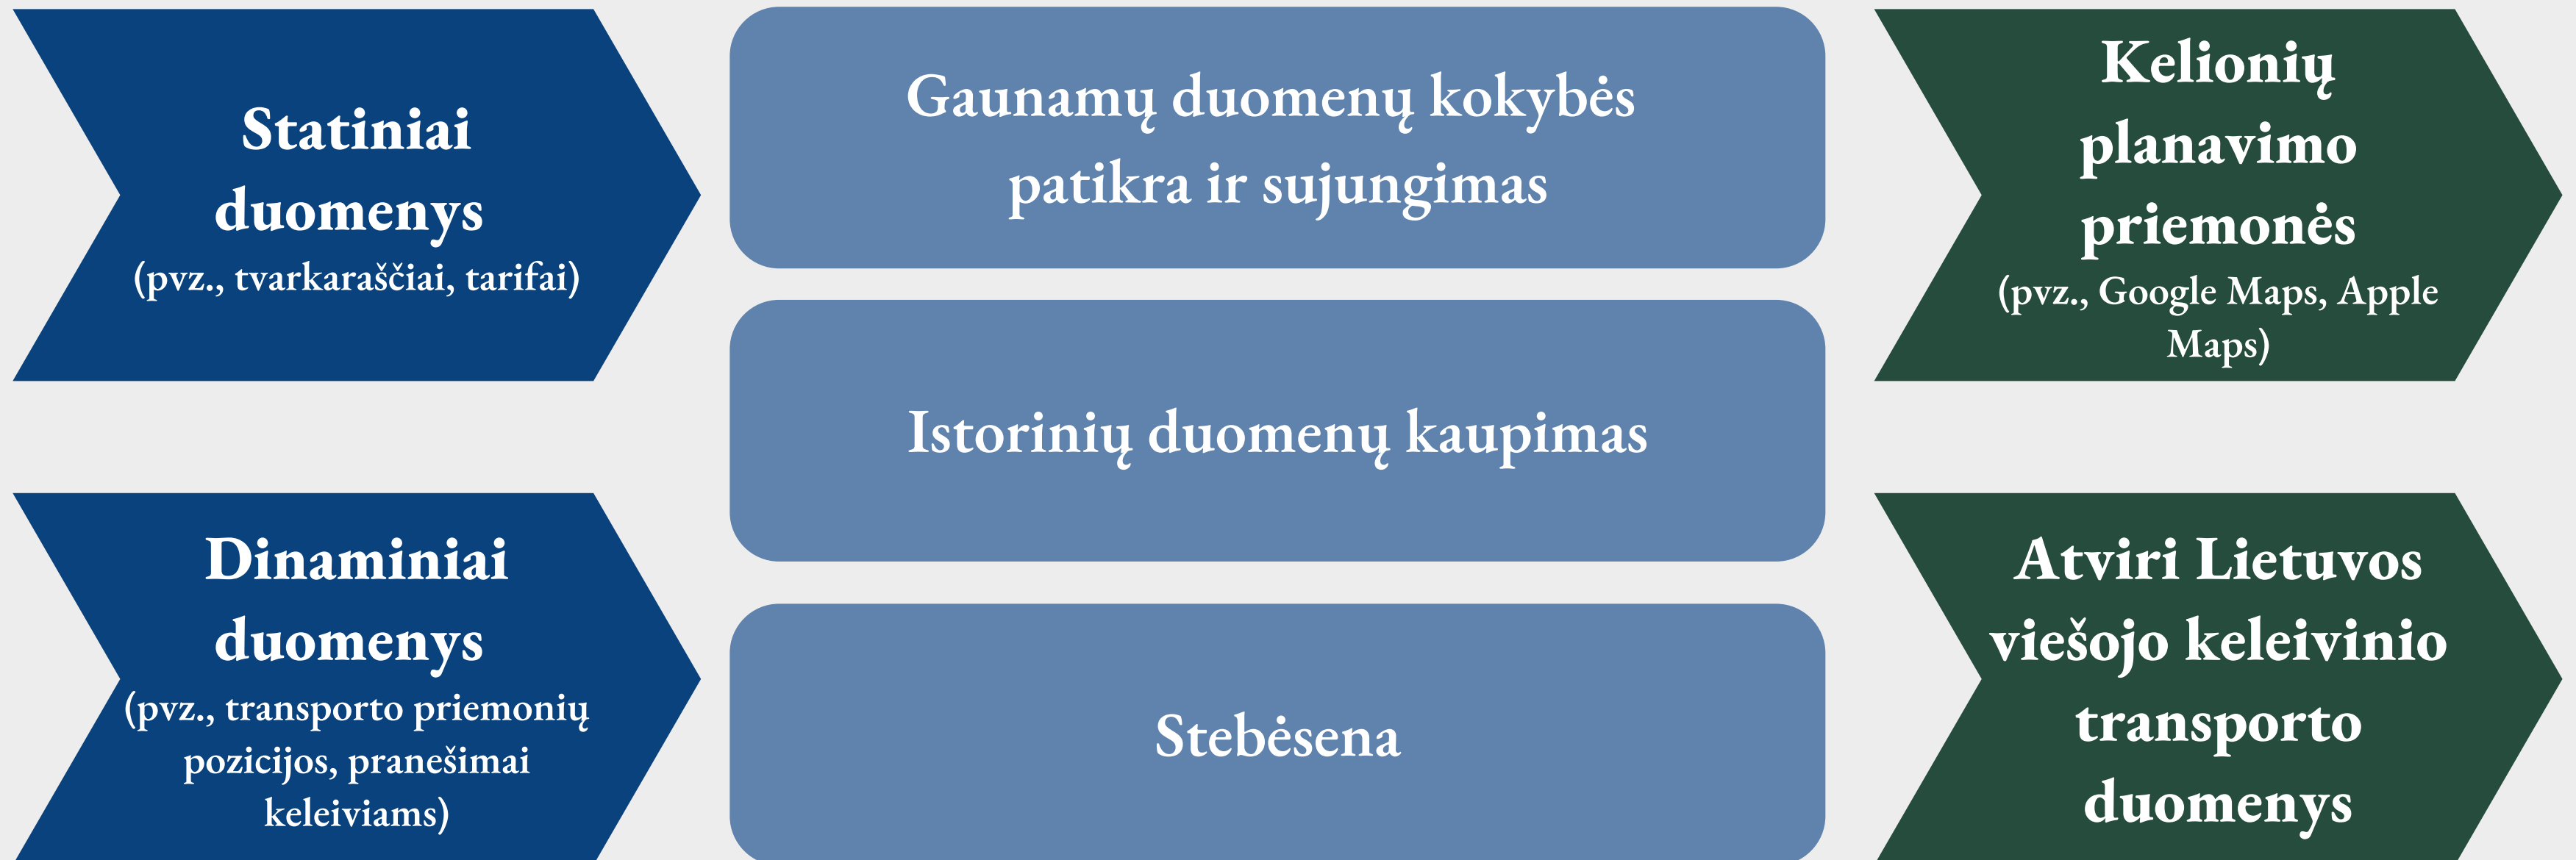 Statiniai
duomenys
(pvz., tvarkaraščiai, tarifai)
Dinaminiai
duomenys
(pvz., transporto priemonių
pozicijos, pranešimai
keleiviams)
Gaunamų duomenų kokybės
patikra ir sujungimas
Istorinių duomenų kaupimas
Stebėsena
Kelionių
planavimo
priemonės
(pvz., Google Maps, Apple
Maps)
Atviri Lietuvos
viešojo keleivinio
transporto
duomenys